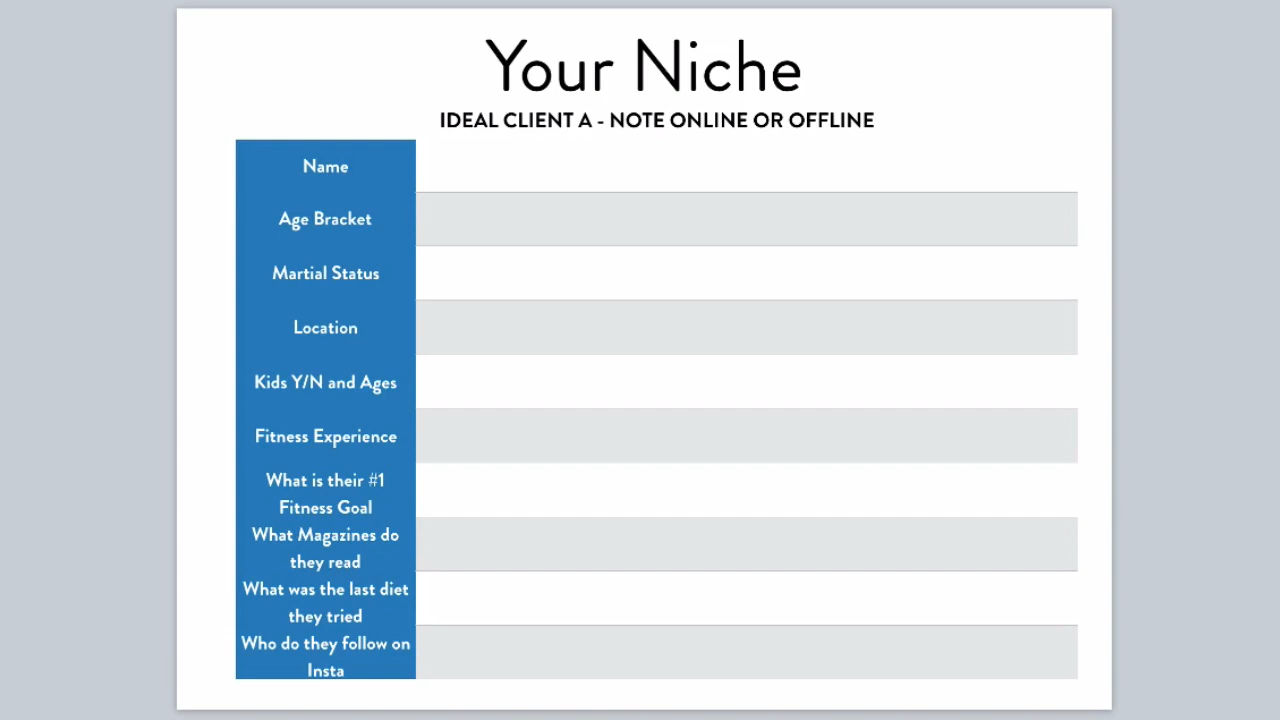 Your Niche
IDEAL CLIENT A - NOTE ONLINE OR OFFLINE
Name
Age Bracket
Martial Status
Location
Kids Y/N and Ages
Fitness Experience
What is their #1
Fitness Goal
What Magazines do
they read
What was the last diet
they tried
Who do they follow on
Insta